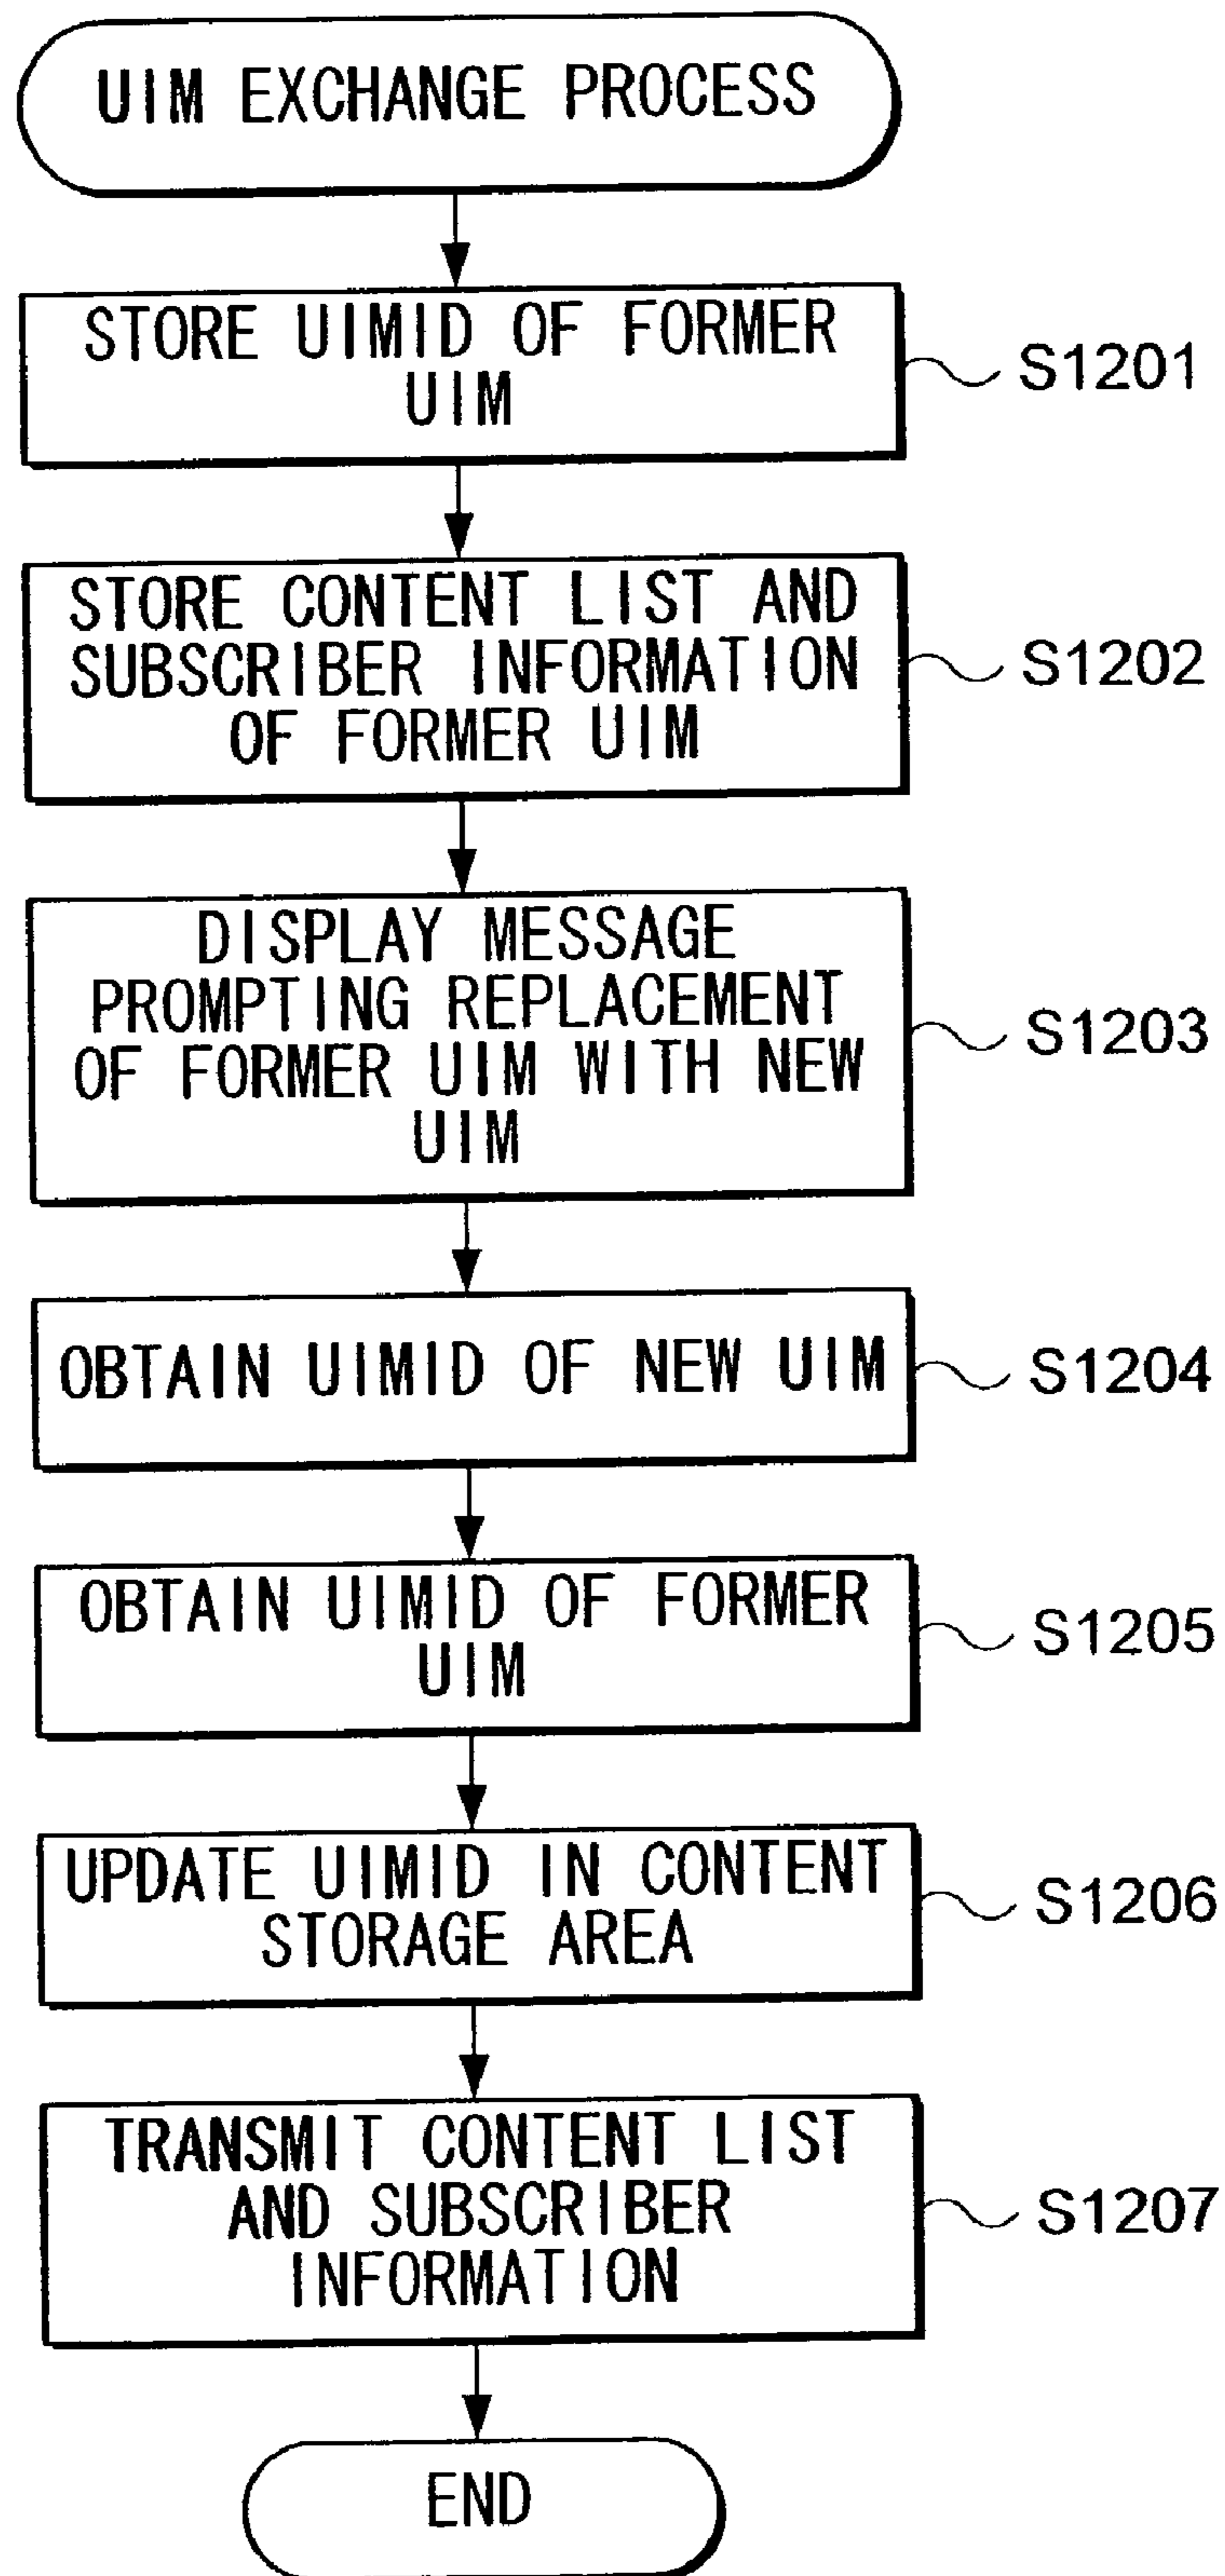 UIM EXCHANGE PROCESS
STORE UIMID OF FORMER
UIM
S1201
STORE CONTENT LIST AND
SUBSCRIBER INFORMATION
OF FORMER UIM
S1202
DISPLAY MESSAGE
PROMPTING REPLACEMENT
OF FORMER UIM WITH NEW
UIM
S1203
OBTAIN UIMID OF NEW UIM
S1204
OBTAIN UIMID OF FORMER
UIM
S1205
UPDATE UIMID IN CONTENT
STORAGE AREA
S1206
TRANSMIT CONTENT LIST
AND SUBSCRIBER
INFORMATION
S1207
END